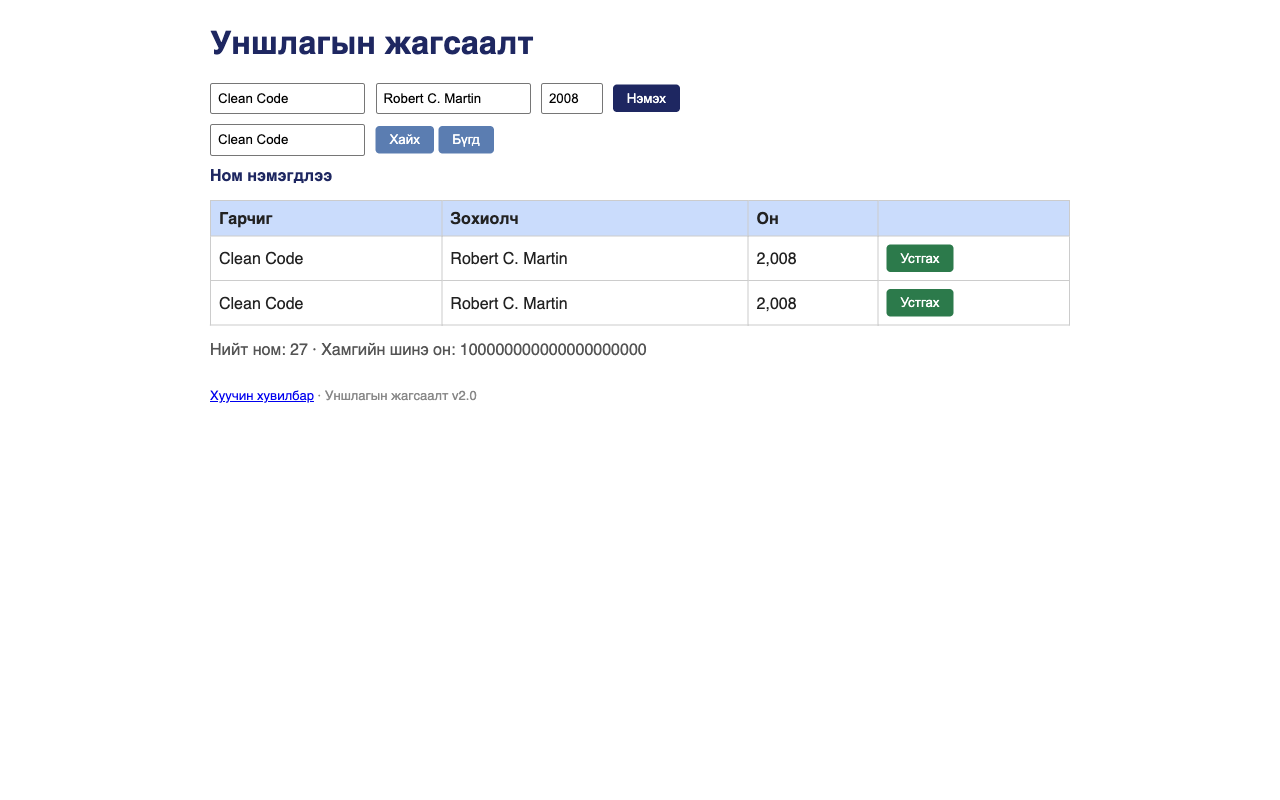 Уншлагын жагсаалт
Clean Code Robert C. Martin 2008 Нэмэх
Clean Code Хайх Бүгд
Ном нэмэгдлээ
Гарчиг Зохиолч Он
Clean Code Robert C. Martin 2,008 Устгах
Clean Code Robert C. Martin 2,008 Устгах
Нийт ном: 27 · Хамгийн шинэ он: 100000000000000000000
Хуучин хувилбар · Уншлагын жагсаалт v2.0